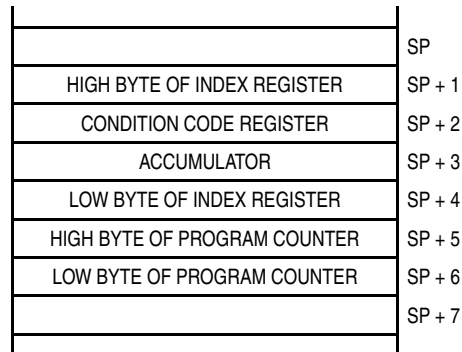 SP
HIGH BYTE OF INDEX REGISTER SP + 1
CONDITION CODE REGISTER SP + 2
ACCUMULATOR SP + 3
LOW BYTE OF INDEX REGISTER SP + 4
HIGH BYTE OF PROGRAM COUNTER SP + 5
LOW BYTE OF PROGRAM COUNTER SP + 6
SP + 7